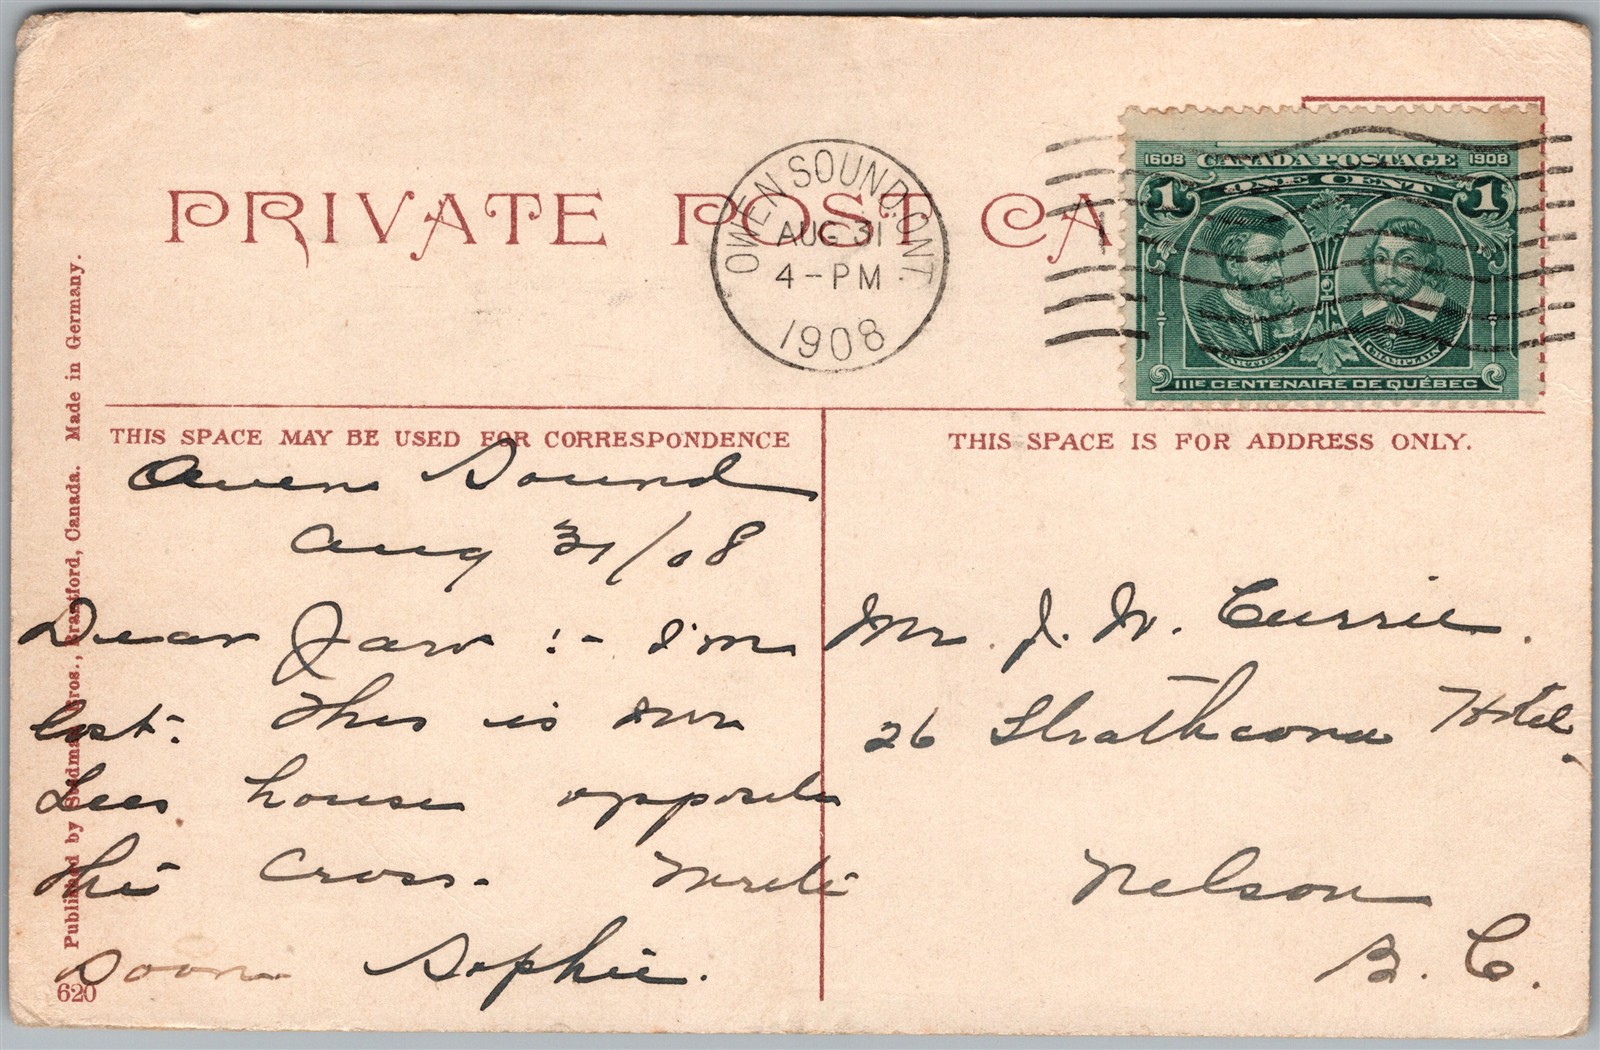 PRIVATE POST CA
OWEN SOUND, ONT.
AUG 31
4-PM
1908
1608 CANADA POSTAGE 1908
1 ONE CENT 1
CARTIER CHAMPLAIN
IIIE CENTENAIRE DE QUÉBEC
THIS SPACE MAY BE USED FOR CORRESPONDENCE
Owen Sound
Aug 31/08
Dear Jaw :- I'm
lost. This is
Lees house opposite
the Cross. Write
Soon Sophie.
THIS SPACE IS FOR ADDRESS ONLY.
Mr. J. W. Currie.
26 Strathcona Hotel.
Nelson
B. C.
Published by Stedman Bros., Brantford, Canada. Made in Germany.
620